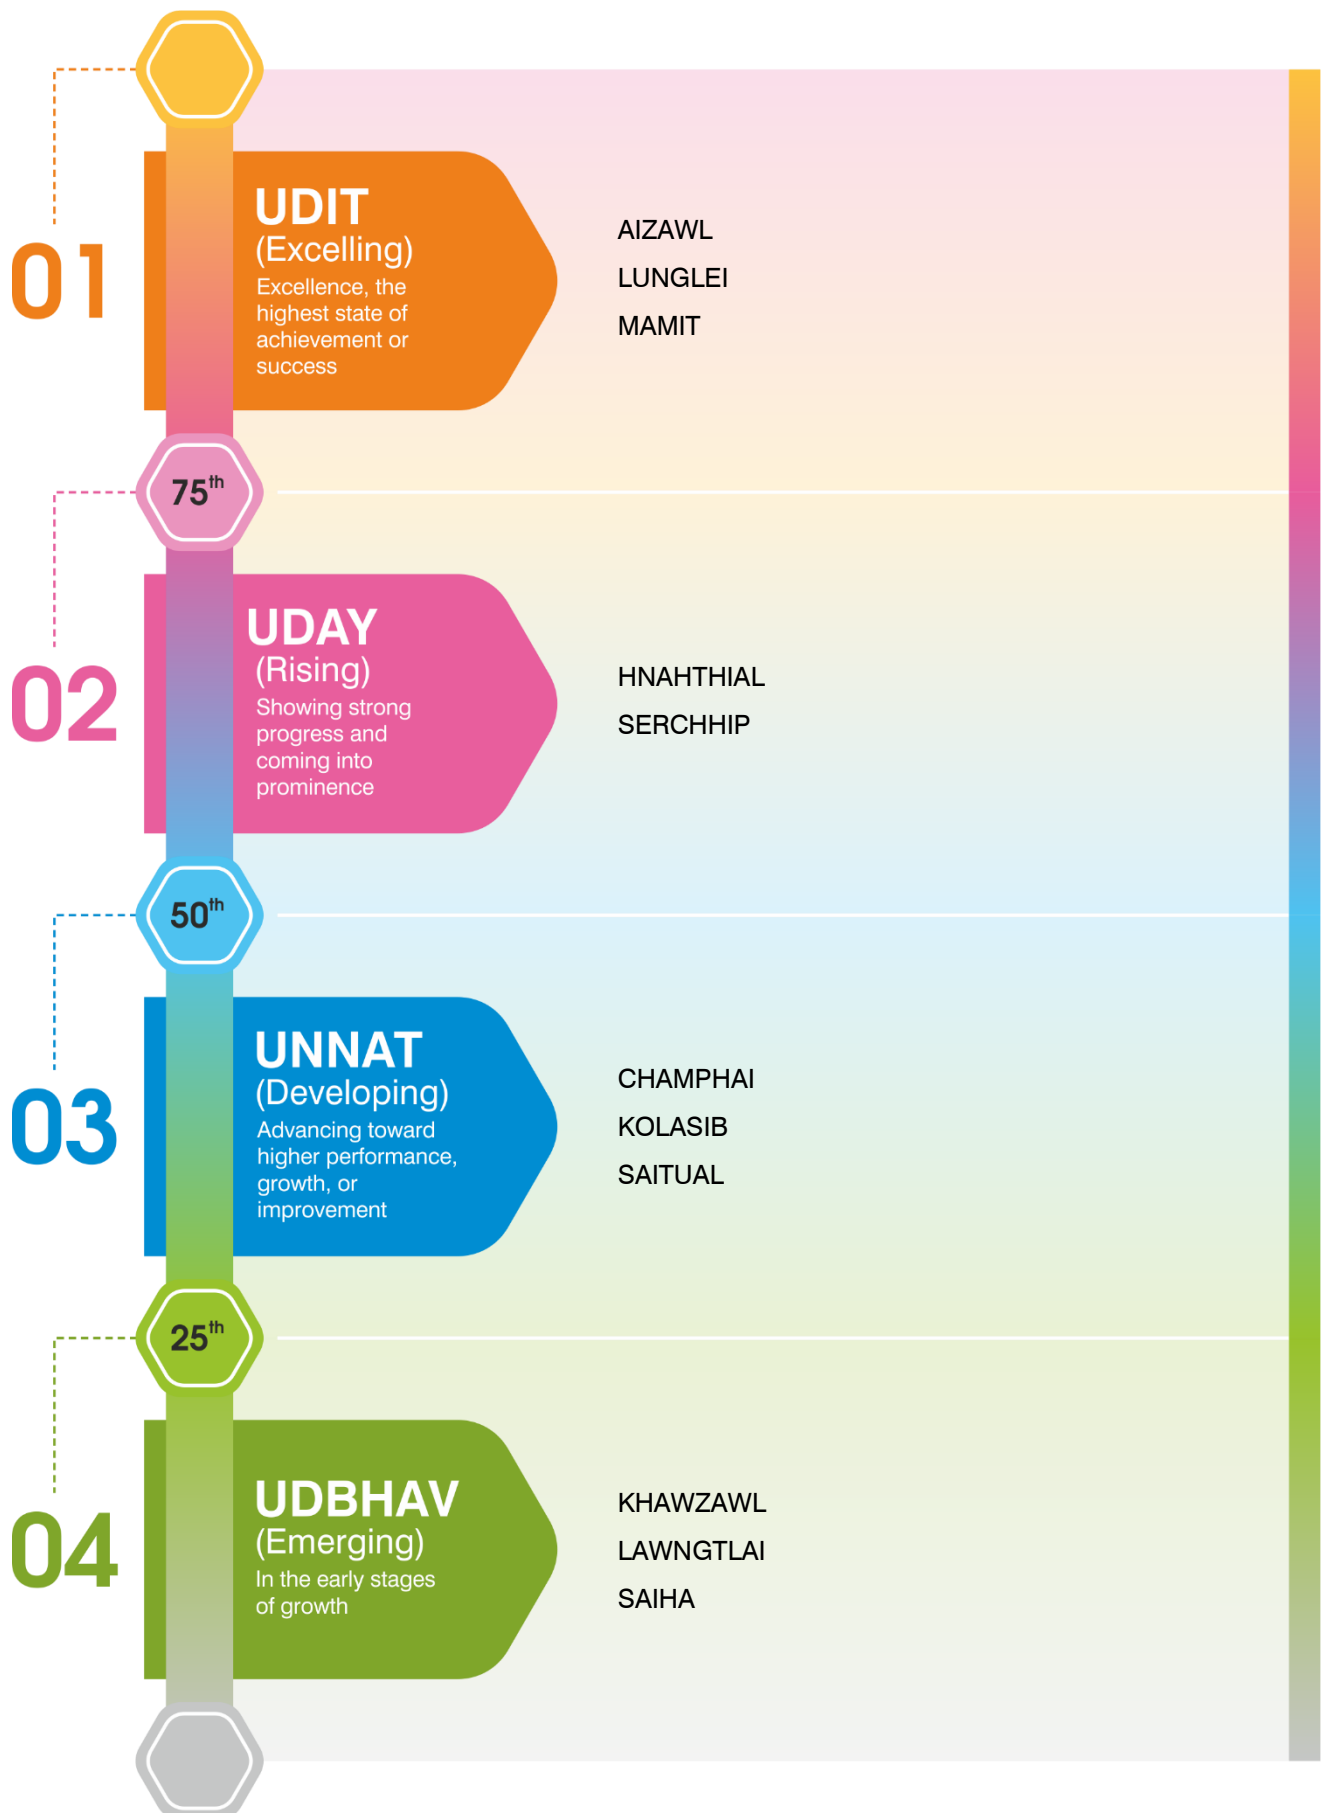 01
UDIT
(Excelling)
Excellence, the
highest state of
achievement or
success
AIZAWL
LUNGLEI
MAMIT
75th
02
UDAY
(Rising)
Showing strong
progress and
coming into
prominence
HNAHTHIAL
SERCHHIP
50th
03
UNNAT
(Developing)
Advancing toward
higher performance,
growth, or
improvement
CHAMPHAI
KOLASIB
SAITUAL
25th
04
UDBHAV
(Emerging)
In the early stages
of growth
KHAWZAWL
LAWNGTLAI
SAIHA